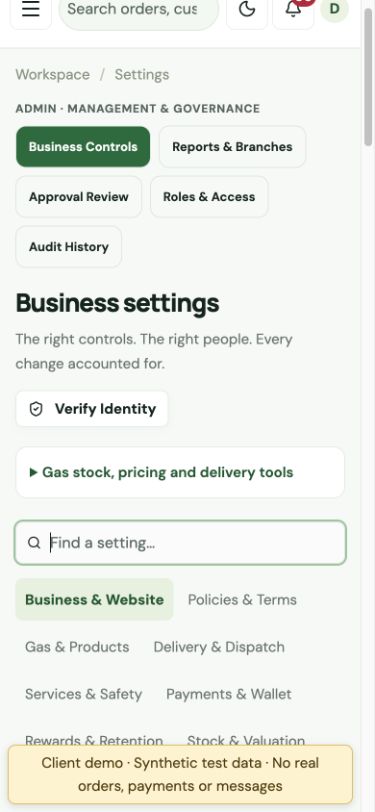 Search orders, cus
D
Workspace / Settings
ADMIN · MANAGEMENT & GOVERNANCE
Business Controls Reports & Branches
Approval Review Roles & Access
Audit History
Business settings
The right controls. The right people. Every
change accounted for.
Verify Identity
Gas stock, pricing and delivery tools
Find a setting...
Business & Website Policies & Terms
Gas & Products Delivery & Dispatch
Services & Safety Payments & Wallet
Rewards & Retention Stock & Valuation
Client demo · Synthetic test data · No real
orders, payments or messages